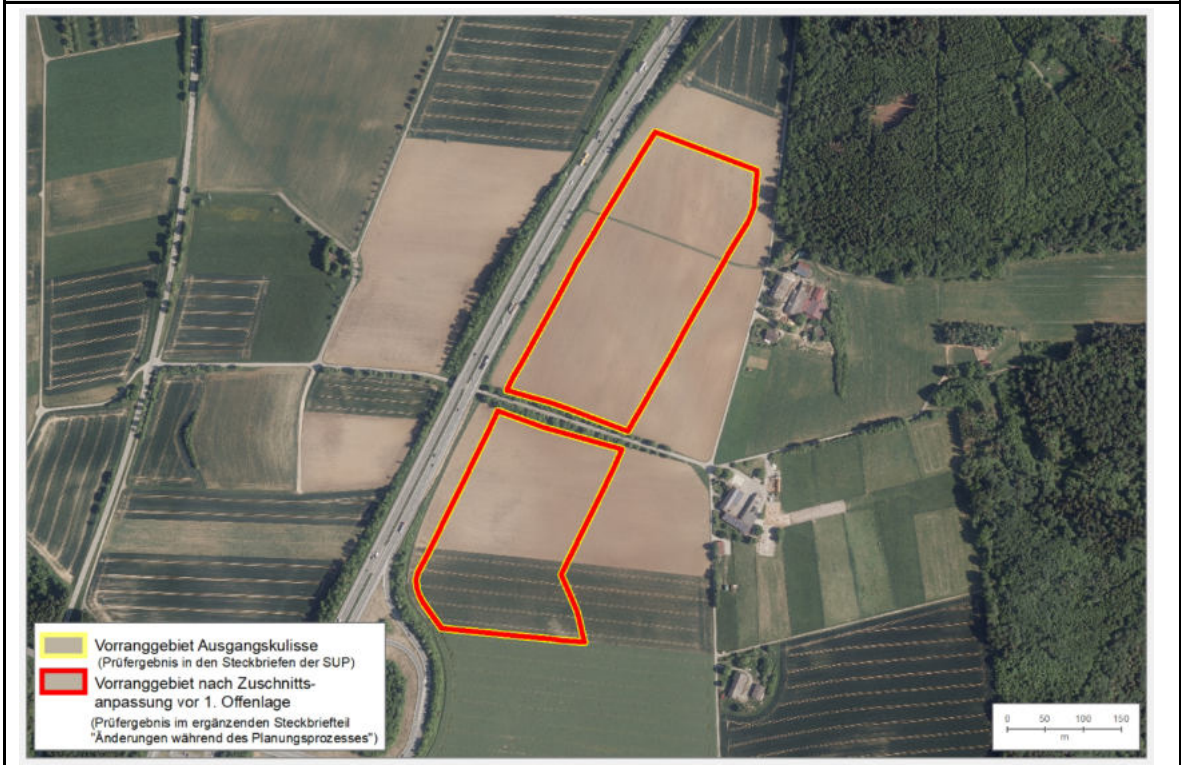 Vorranggebiet Ausgangskulisse
(Prüfergebnis in den Steckbriefen der SUP)
Vorranggebiet nach Zuschnitts-
anpassung vor 1. Offenlage
(Prüfergebnis im ergänzenden Steckbriefteil
"Änderungen während des Planungsprozesses")
0 50 100 150
m